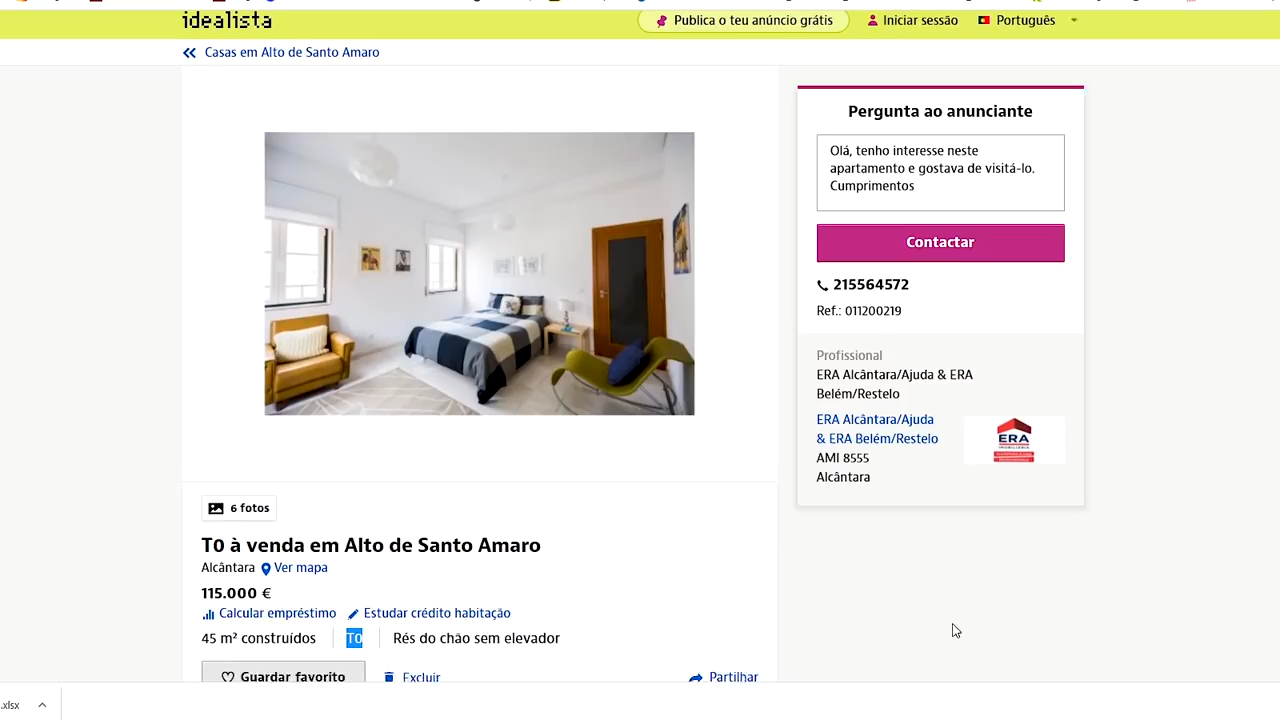 idealista
Publica o teu anúncio grátis
Iniciar sessão
Português
Casas em Alto de Santo Amaro
Pergunta ao anunciante
Olá, tenho interesse neste
apartamento e gostava de visitá-lo.
Cumprimentos
Contactar
215564572
Ref.: 011200219
Profissional
ERA Alcântara/Ajuda & ERA
Belém/Restelo
ERA Alcântara/Ajuda
& ERA Belém/Restelo
AMI 8555
Alcântara
ERA
6 fotos
T0 à venda em Alto de Santo Amaro
Alcântara Ver mapa
115.000 €
Calcular empréstimo Estudar crédito habitação
45 m² construídos T0 Rés do chão sem elevador
Guardar favorito Excluir Partilhar
.xlsx